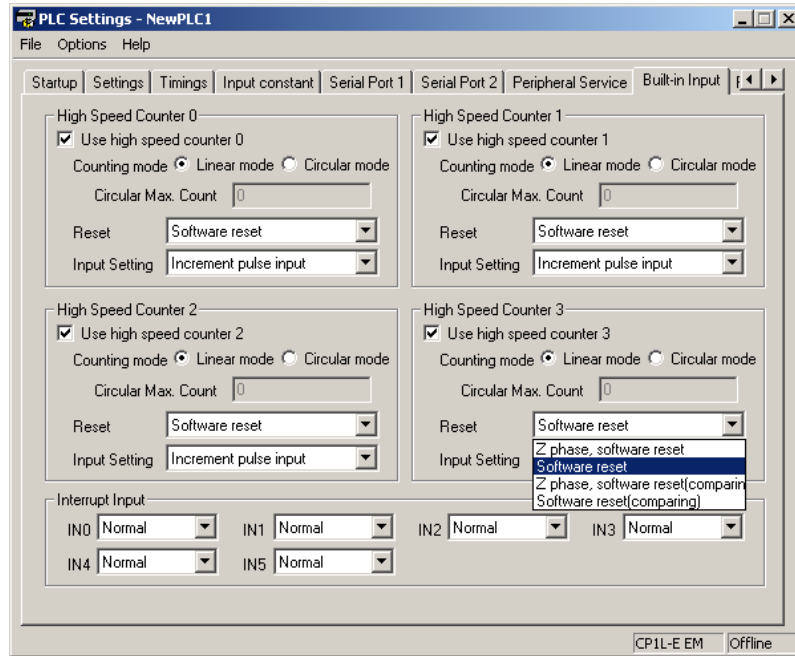 PLC Settings - NewPLC1
File Options Help
Startup Settings Timings Input constant Serial Port 1 Serial Port 2 Peripheral Service Built-in Input
High Speed Counter 0
Use high speed counter 0
Counting mode Linear mode Circular mode
Circular Max. Count 0
Reset Software reset
Input Setting Increment pulse input
High Speed Counter 1
Use high speed counter 1
Counting mode Linear mode Circular mode
Circular Max. Count 0
Reset Software reset
Input Setting Increment pulse input
High Speed Counter 2
Use high speed counter 2
Counting mode Linear mode Circular mode
Circular Max. Count 0
Reset Software reset
Input Setting Increment pulse input
High Speed Counter 3
Use high speed counter 3
Counting mode Linear mode Circular mode
Circular Max. Count 0
Reset Software reset
Input Setting
Z phase, software reset
Software reset
Z phase, software reset(comparin
Software reset(comparing)
Interrupt Input
IN0 Normal IN1 Normal IN2 Normal IN3 Normal
IN4 Normal IN5 Normal
CP1L-E EM Offline